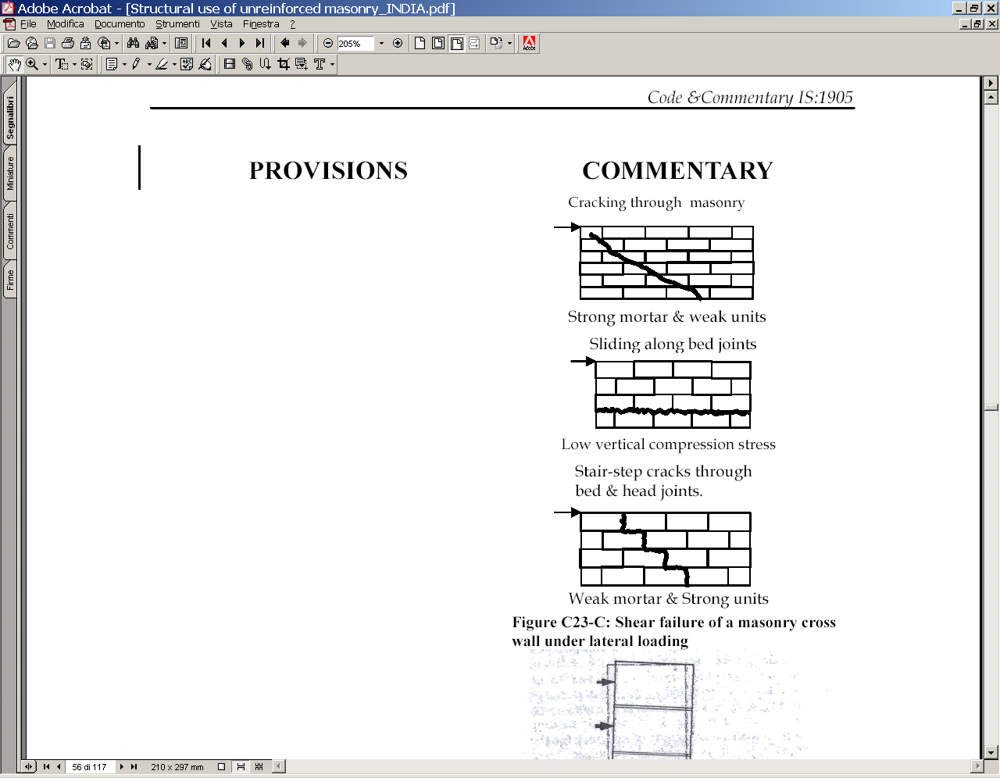 Adobe Acrobat - [Structural use of unreinforced masonry_INDIA.pdf]
File Modifica Documento Strumenti Vista Finestra ?
205%
Adobe
Segnalibri
Miniature
Commenti
Firme
Code &Commentary IS:1905
PROVISIONS
COMMENTARY
Cracking through masonry
Strong mortar & weak units
Sliding along bed joints
Low vertical compression stress
Stair-step cracks through
bed & head joints.
Weak mortar & Strong units
Figure C23-C: Shear failure of a masonry cross
wall under lateral loading
56 di 117
210 x 297 mm